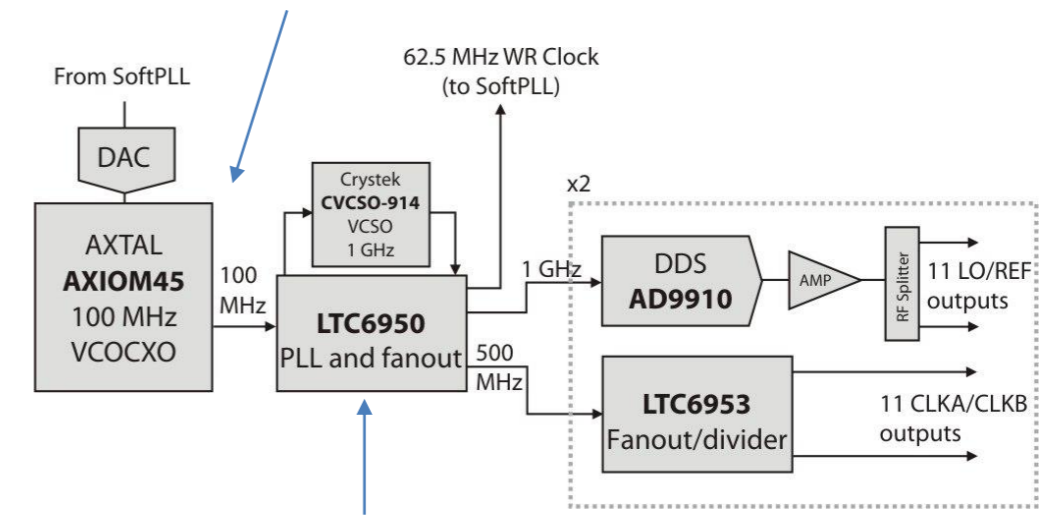 From SoftPLL
DAC
AXTAL
AXIOM45
100 MHz
VCOCXO
100
MHz
Crystek
CVCSO-914
VCSO
1 GHz
LTC6950
PLL and fanout
62.5 MHz WR Clock
(to SoftPLL)
1 GHz
500
MHz
x2
DDS
AD9910
AMP
RF Splitter
11 LO/REF
outputs
LTC6953
Fanout/divider
11 CLKA/CLKB
outputs